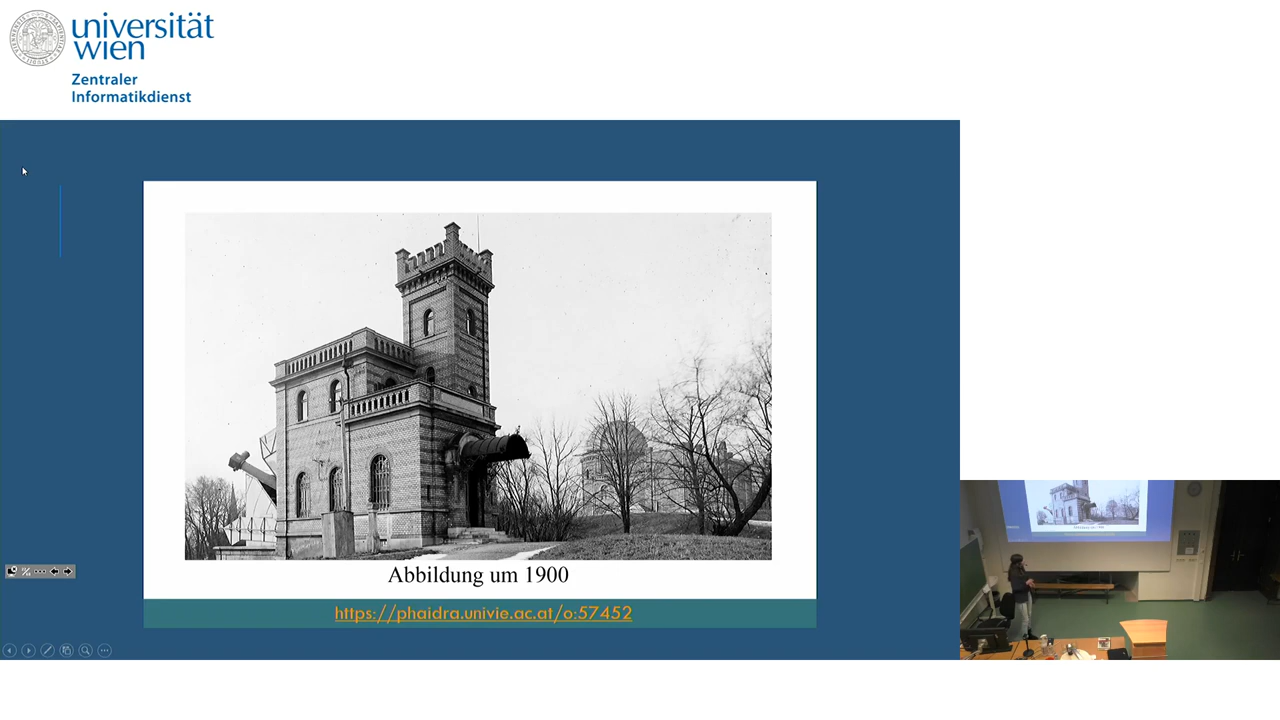 universität
wien
Zentraler
Informatikdienst
Abbildung um 1900
https://phaidra.univie.ac.at/o:57452